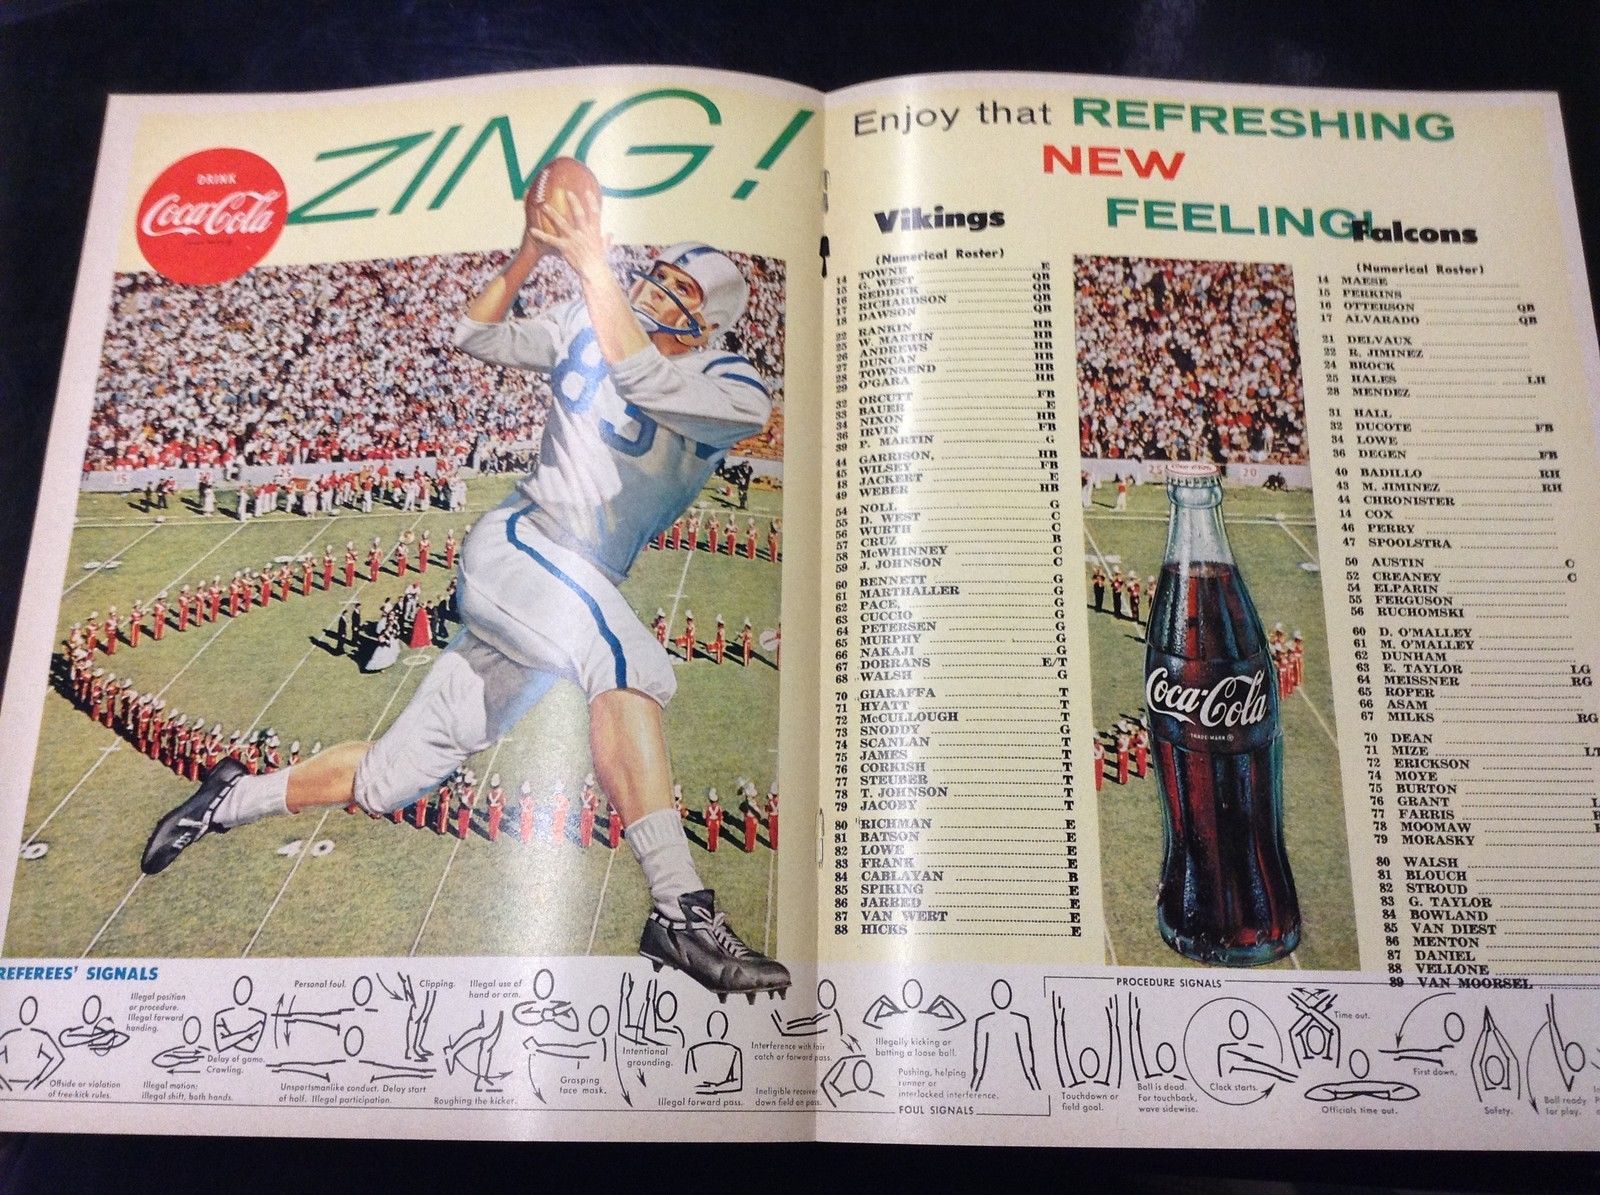 ZING!
DRINK
Coca-Cola
83
15
25
40
REFEREES' SIGNALS
Offside or violation
of free-kick rules.
Illegal position
or procedure.
Illegal forward
handing.
Illegal motion:
Illegal shift, both hands.
Delay of game.
Crawling.
Personal foul.
Unsportsmanlike conduct. Delay start
of half. Illegal participation.
Clipping.
Roughing the kicker.
Illegal use of
hand or arm.
Grasping
face mask.
Intentional
grounding.
Illegal forward pass.
Interference with fair
catch or forward pass.
Ineligible receiver
down field on pass.
Enjoy that REFRESHING
NEW
FEELING!
Vikings
(Numerical Roster)
14 TOWNE E
15 G. WEST QB
16 REDDICK QB
17 RICHARDSON QB
18 DAWSON QB
22 RANKIN HB
25 W. MARTIN HB
26 ANDREWS HB
27 DUNCAN HB
28 TOWNSEND HB
29 O'GARA HB
32 ORCUTT FB
33 BAUER E
34 NIXON HB
36 IRVIN FB
39 P. MARTIN G
44 GARRISON, HB
45 WILSEY FB
48 JACKERT E
49 WEBER HB
54 NOLL G
55 D. WEST C
56 WURTH C
57 CRUZ B
58 McWHINNEY C
59 J. JOHNSON C
60 BENNETT G
61 MARTHALLER G
62 PACE, G
63 CUCCIO G
64 PETERSEN G
65 MURPHY G
66 NAKAJI G
67 DORRANS E/T
68 WALSH G
70 GIARAFFA T
71 HYATT T
72 McCULLOUGH T
73 SNODDY G
74 SCANLAN T
75 JAMES T
76 CORKISH T
77 STEUBER T
78 T. JOHNSON T
79 JACOBY T
80 RICHMAN E
81 BATSON E
82 LOWE E
83 FRANK E
84 CABLAYAN B
85 SPIKING E
86 JARRED E
87 VAN WERT E
88 HICKS E
25 20
Coca-Cola
TRADE-MARK ®
Falcons
(Numerical Roster)
14 MAESE
15 PERKINS
16 OTTERSON QB
17 ALVARADO QB
21 DELVAUX
22 R. JIMINEZ
24 BROCK
25 HALES LH
28 MENDEZ
31 HALL
32 DUCOTE FB
34 LOWE
36 DEGEN FB
40 BADILLO RH
43 M. JIMINEZ RH
44 CHRONISTER
14 COX
46 PERRY
47 SPOOLSTRA
50 AUSTIN C
52 CREANEY C
54 ELPARIN
55 FERGUSON
56 RUCHOMSKI
60 D. O'MALLEY
61 M. O'MALLEY
62 DUNHAM
63 E. TAYLOR LG
64 MEISSNER RG
65 ROPER
66 ASAM
67 MILKS RG
70 DEAN
71 MIZE LT
72 ERICKSON
74 MOYE
75 BURTON
76 GRANT L
77 FARRIS
78 MOOMAW
79 MORASKY
80 WALSH
81 BLOUCH
82 STROUD
83 G. TAYLOR
84 BOWLAND
85 VAN DIEST
86 MENTON
87 DANIEL
88 VELLONE
89 VAN MOORSEL
Illegally kicking or
batting a loose ball.
Pushing, helping
runner or
interlocked interference.
FOUL SIGNALS
PROCEDURE SIGNALS
Touchdown or
field goal.
Ball is dead.
For touchback,
wave sidewise.
Clock starts.
Time out.
Officials time out.
First down.
Safety.
Ball ready
for play.